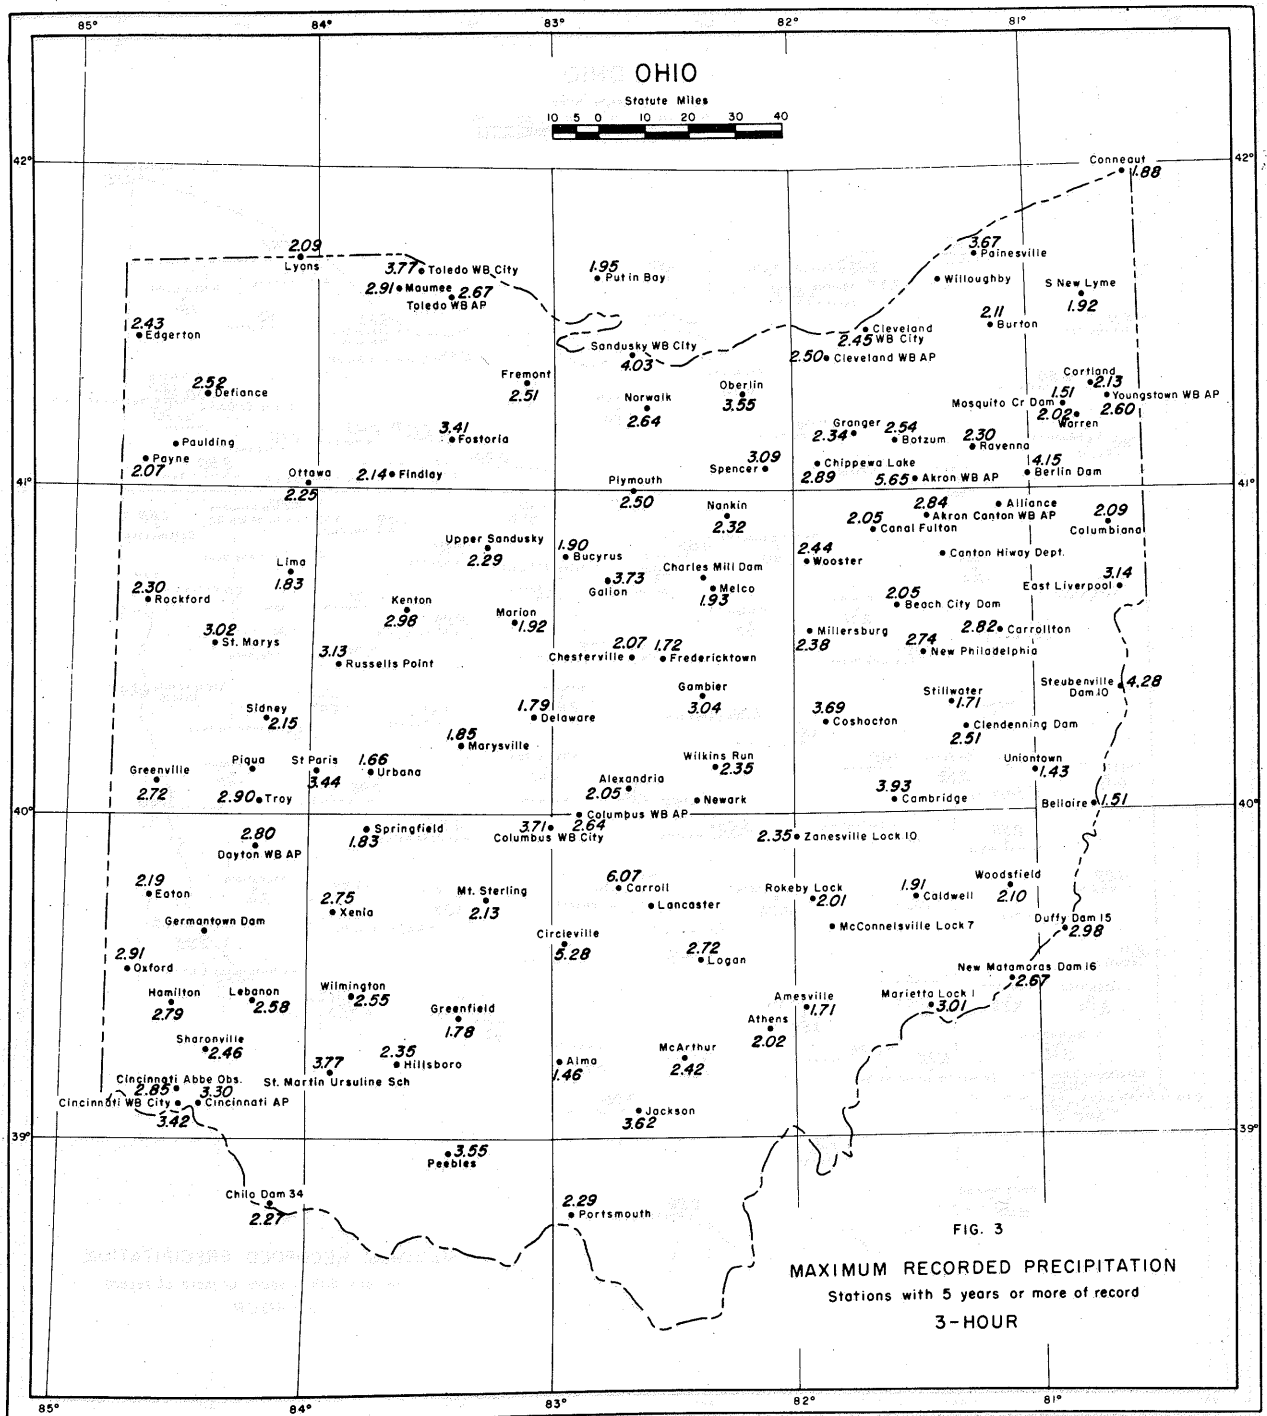 85° 84° 83° 82° 81°
OHIO
Statute Miles
10 5 0 10 20 30 40
42° 42°
Conneaut
1.88
2.09
Lyons
3.77 Toledo WB City
2.91 Maumee
2.67
Toledo WB AP
1.95
Put in Bay
3.67
Painesville
Willoughby
S New Lyme
1.92
2.11
Burton
2.43
Edgerton
Cleveland
WB City
2.45
2.50 Cleveland WB AP
Sandusky WB City
4.03
Fremont
2.51
Norwalk
2.64
Oberlin
3.55
2.52
Defiance
Cortland
2.13
1.51
Mosquito Cr Dam
Youngstown WB AP
2.60
2.02
Warren
Granger
2.34
2.54
Botzum
2.30
Ravenna
3.41
Fostoria
Paulding
Payne
2.07
Ottawa
2.25
2.14 Findlay
3.09
Spencer
Chippewa Lake
2.89
5.65 Akron WB AP
4.15
Berlin Dam
41° 41°
Plymouth
2.50
Nankin
2.32
2.84
Akron Canton WB AP
Alliance
2.05
Canal Fulton
2.09
Columbiana
Upper Sandusky
2.29
1.90
Bucyrus
2.44
Wooster
Canton Hiway Dept.
Lima
1.83
3.73
Galion
Charles Mill Dam
Melco
1.93
3.14
East Liverpool
2.30
Rockford
Kenton
2.98
Marion
1.92
2.05
Beach City Dam
3.02
St. Marys
3.13
Russells Point
2.07
Chesterville
1.72
Fredericktown
Millersburg
2.38
2.74
New Philadelphia
2.82 Carrollton
Gambier
3.04
Steubenville
Dam 10
4.28
Sidney
2.15
1.79
Delaware
3.69
Coshocton
Stillwater
1.71
Clendenning Dam
2.51
1.85
Marysville
Greenville
2.72
Piqua
St Paris
3.44
1.66
Urbana
Wilkins Run
2.35
Uniontown
1.43
2.90 Troy
Alexandria
2.05
Newark
3.93
Cambridge
Bellaire 1.51
40° 40°
Columbus WB AP
2.64
3.71
Columbus WB City
Springfield
1.83
2.80
Dayton WB AP
2.35 Zanesville Lock 10
2.19
Eaton
2.75
Xenia
Mt. Sterling
2.13
6.07
Carroll
Lancaster
Rokeby Lock
2.01
1.91
Caldwell
Woodsfield
2.10
Germantown Dam
McConnelsville Lock 7
Duffy Dam 15
2.98
Circleville
5.28
2.72
Logan
2.91
Oxford
New Matamoras Dam 16
2.67
Hamilton
2.79
Lebanon
2.58
Wilmington
2.55
Greenfield
1.78
Amesville
1.71
Marietta Lock 1
3.01
Athens
2.02
Sharonville
2.46
3.77
St. Martin Ursuline Sch
2.35
Hillsboro
Alma
1.46
McArthur
2.42
Cincinnati Abbe Obs.
2.85
3.30
Cincinnati WB City
Cincinnati AP
3.42
Jackson
3.62
39° 39°
3.55
Peebles
Chilo Dam 34
2.27
2.29
Portsmouth
FIG. 3
MAXIMUM RECORDED PRECIPITATION
Stations with 5 years or more of record
3-HOUR
85° 84° 83° 82° 81°